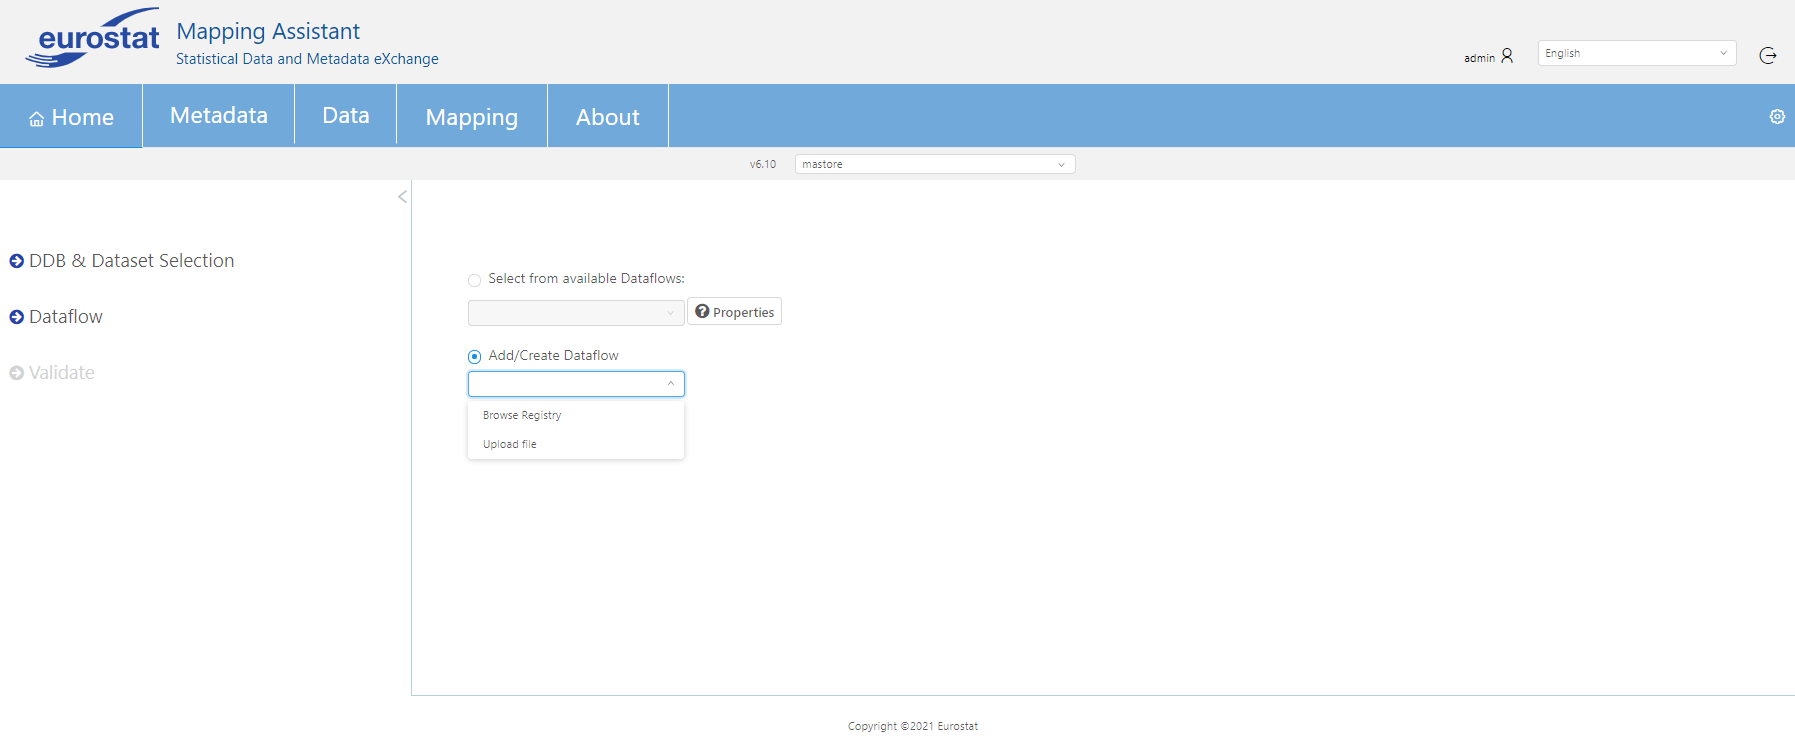 eurostat
Mapping Assistant
Statistical Data and Metadata eXchange
admin
English
Home
Metadata
Data
Mapping
About
v6.10
mastore
DDB & Dataset Selection
Dataflow
Validate
Select from available Dataflows:
Properties
Add/Create Dataflow
Browse Registry
Upload file
Copyright ©2021 Eurostat